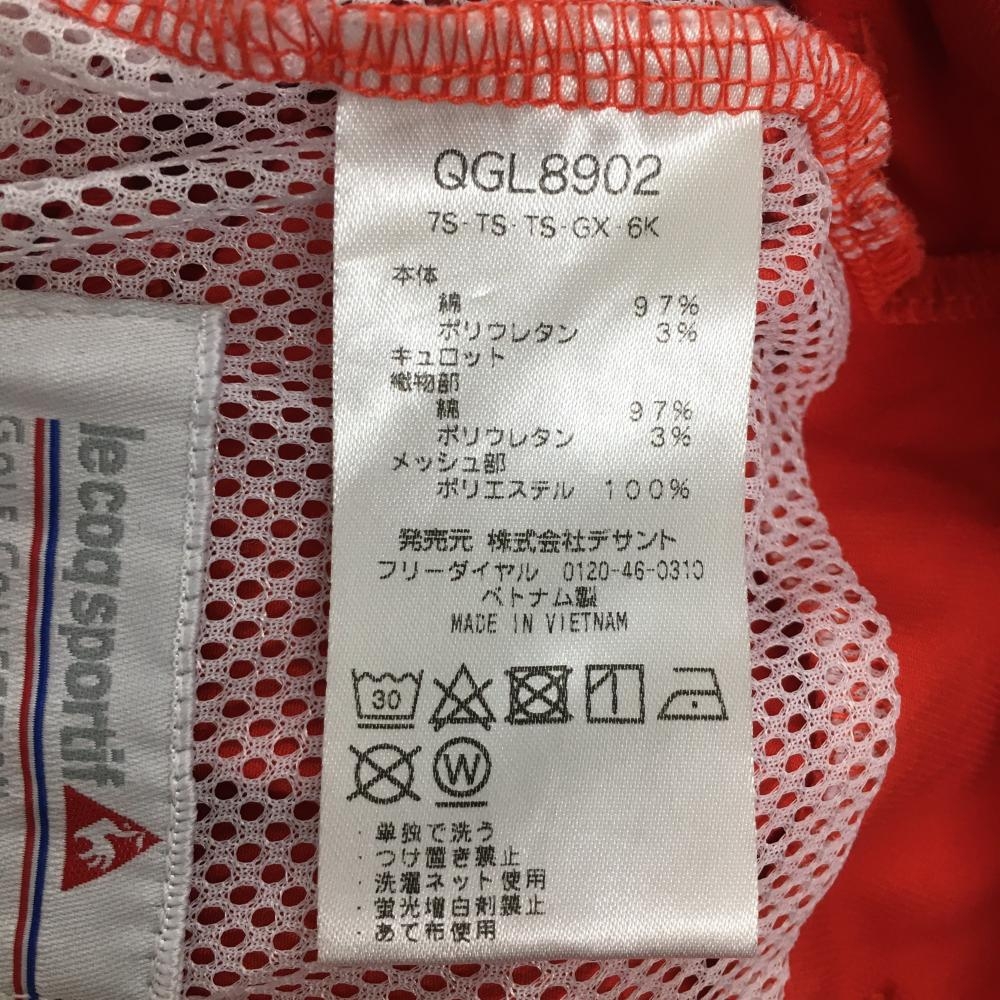 QGL8902
7S-TS-TS-GX-6K
本体
綿 97%
ポリウレタン 3%
キュロット
織物部
綿 97%
ポリウレタン 3%
メッシュ部
ポリエステル 100%
発売元 株式会社デサント
フリーダイヤル 0120-46-0310
ベトナム製
MADE IN VIETNAM
30
W
・単独で洗う
・つけ置き禁止
・洗濯ネット使用
・蛍光増白剤禁止
・あて布使用
le coq sportif